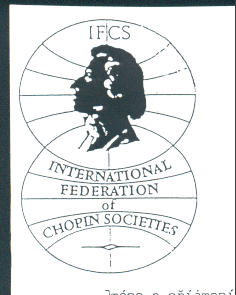 IFCS
INTERNATIONAL
FEDERATION
of
CHOPIN SOCIETIES